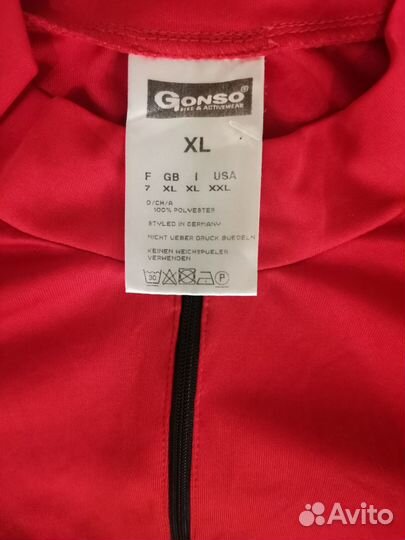 GONSO®
BIKE & ACTIVEWEAR
XL
F GB I USA
7 XL XL XXL
D/CH/A
100% POLYESTER
STYLED IN GERMANY
NICHT UEBER DRUCK BUEGELN
KEINEN WEICHSPUELER
VERWENDEN
30 P
Avito